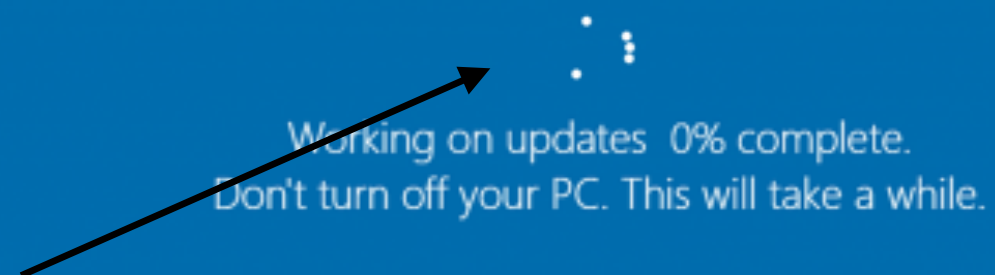 Working on updates  0% complete.
Don't turn off your PC. This will take a while.